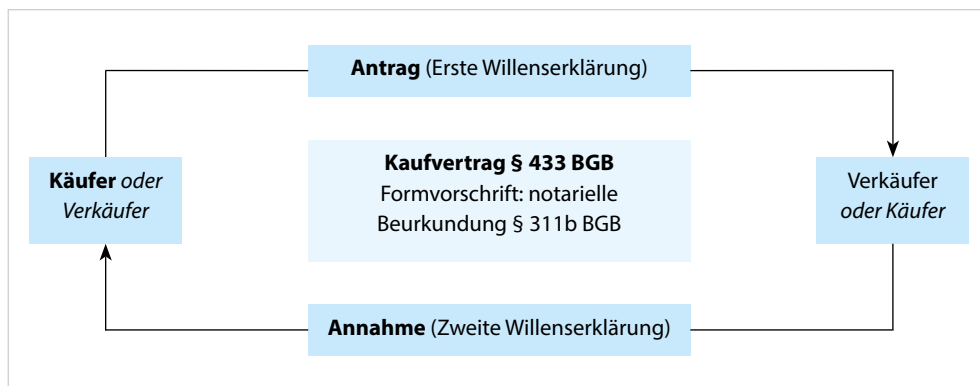 Antrag (Erste Willenserklärung)
Kaufvertrag § 433 BGB
Formvorschrift: notarielle
Beurkundung § 311b BGB
Käufer oder
Verkäufer
Verkäufer
oder Käufer
Annahme (Zweite Willenserklärung)